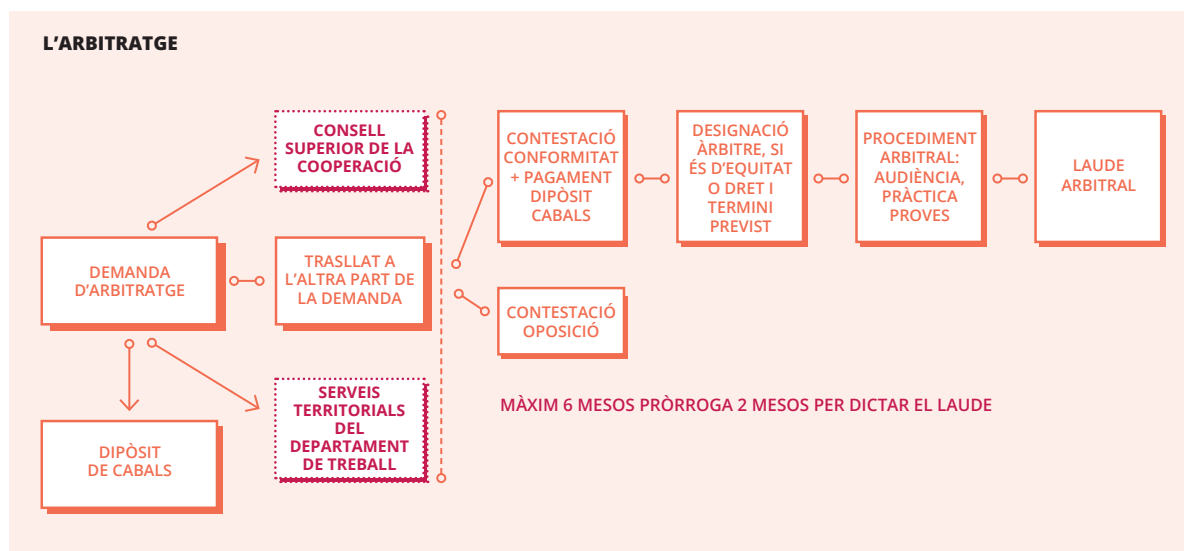 L'ARBITRATGE
CONSELL
SUPERIOR DE LA
COOPERACIÓ
DEMANDA
D'ARBITRATGE
TRASLLAT A
L'ALTRA PART DE
LA DEMANDA
DIPÒSIT
DE CABALS
SERVEIS
TERRITORIALS
DEL
DEPARTAMENT
DE TREBALL
CONTESTACIÓ
CONFORMITAT
+ PAGAMENT
DIPÒSIT
CABALS
CONTESTACIÓ
OPOSICIÓ
DESIGNACIÓ
ÀRBITRE, SI
ÉS D'EQUITAT
O DRET I
TERMINI
PREVIST
PROCEDIMENT
ARBITRAL:
AUDIÈNCIA,
PRÀCTICA
PROVES
LAUDE
ARBITRAL
MÀXIM 6 MESOS PRÒRROGA 2 MESOS PER DICTAR EL LAUDE